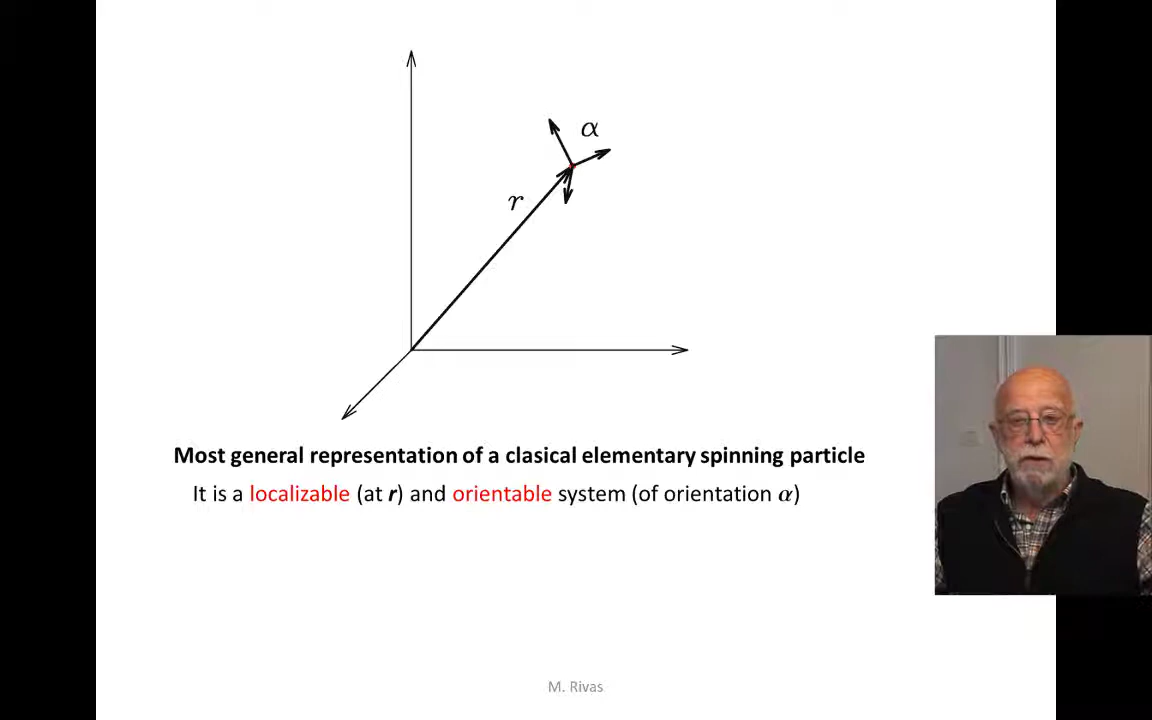 α
r
Most general representation of a clasical elementary spinning particle
It is a localizable (at r) and orientable system (of orientation α)
M. Rivas